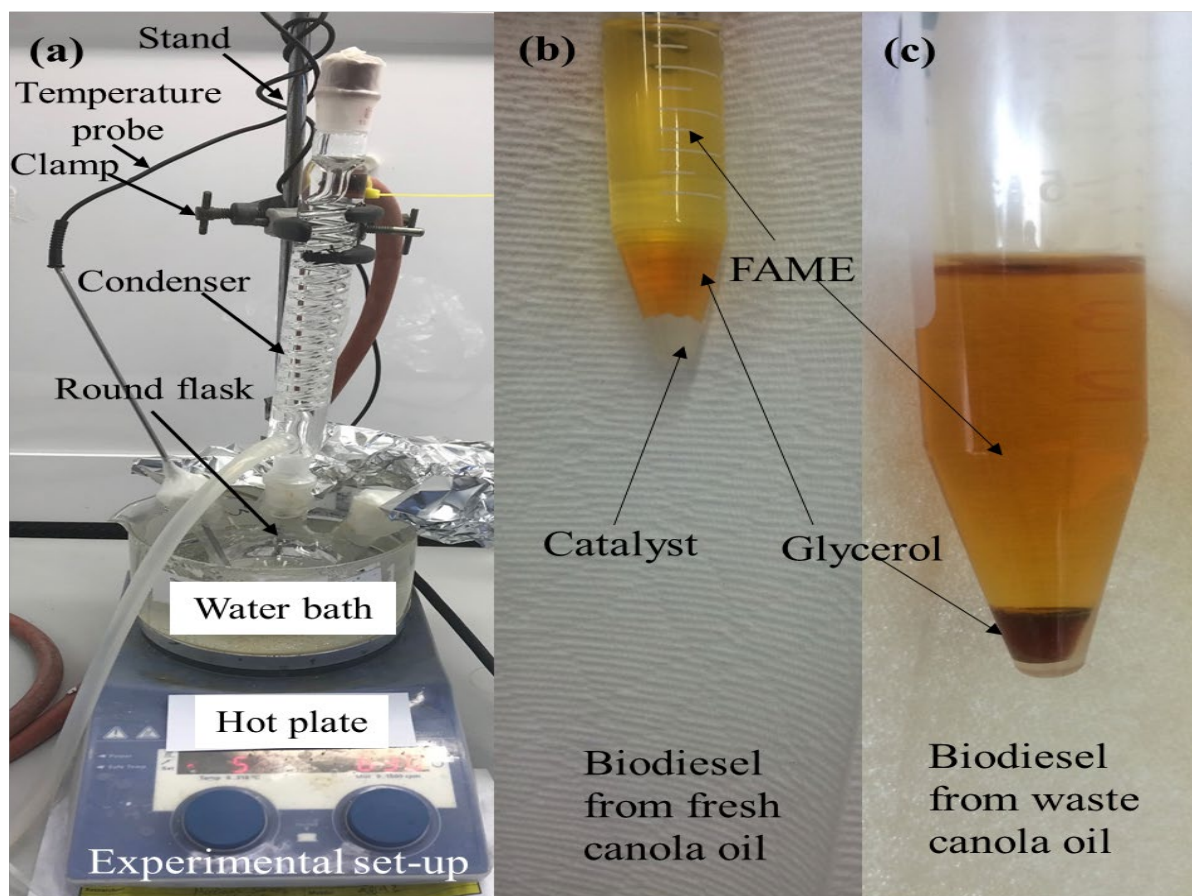 (a)
Stand
Temperature
probe
Clamp
Condenser
Round flask
Water bath
Hot plate
Experimental set-up
(b)
FAME
Catalyst
Glycerol
Biodiesel
from fresh
canola oil
(c)
Biodiesel
from waste
canola oil